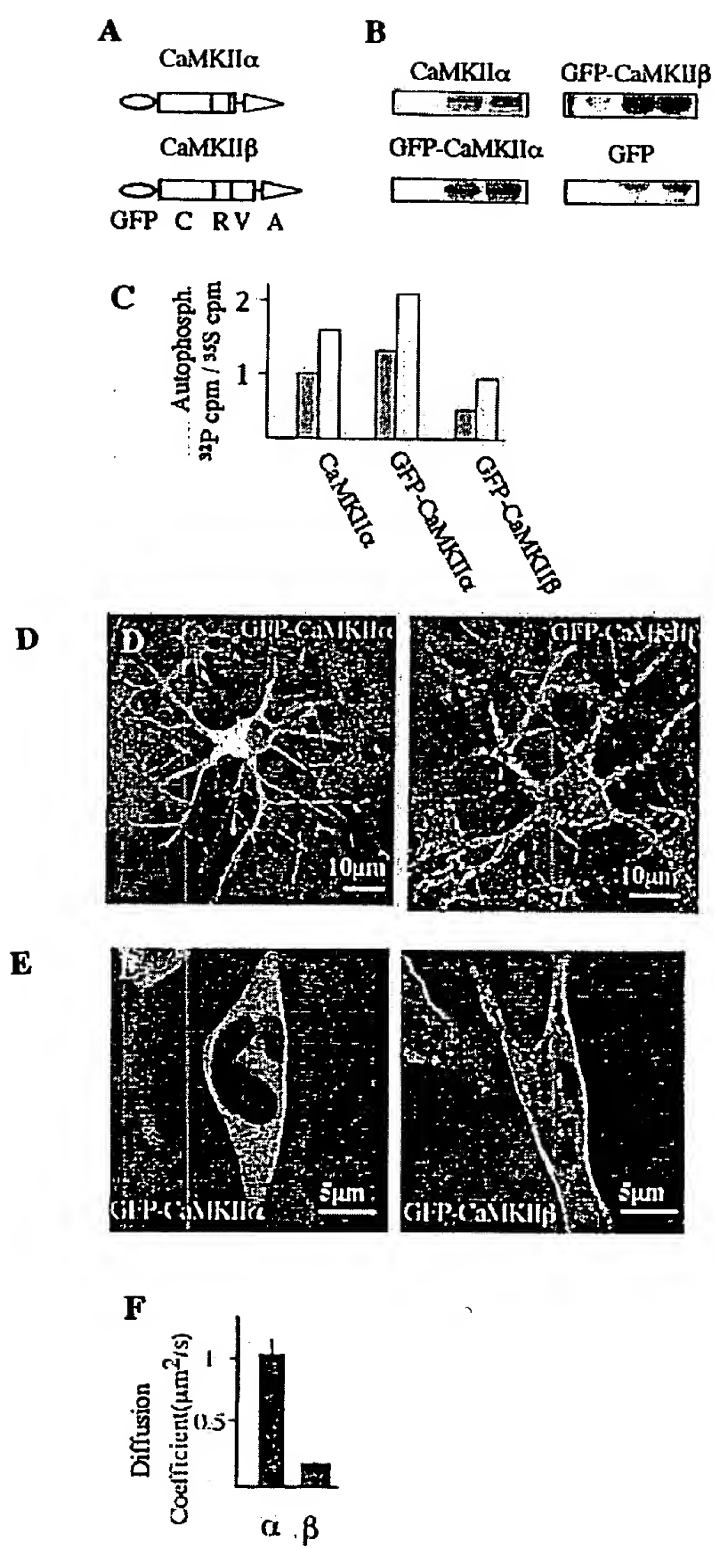 A
B
CaMKIIα
CaMKIIα GFP-CaMKIIβ
CaMKIIβ
GFP-CaMKIIα GFP
GFP C R V A
C
Autophosph.
³²P cpm / ³⁵S cpm
2
1
CaMKIIα
GFP-CaMKIIα
GFP-CaMKIIβ
D
D GFP-CaMKIIα
10μm
10μm
E
GFP-CaMKIIα 5μm
GFP-CaMKIIβ 5μm
F
Diffusion
Coefficient(μm²/s)
1
0.5
α β